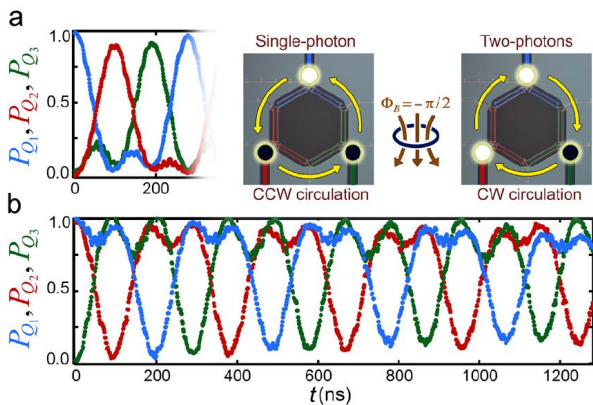 a
P_Q1, P_Q2, P_Q3
1.0
0.5
0.0
0
200
Single-photon
CCW circulation
Φ_B = − π/2
Two-photons
CW circulation
b
P_Q1, P_Q2, P_Q3
1.0
0.5
0.0
0
200
400
600
800
1000
1200
t (ns)